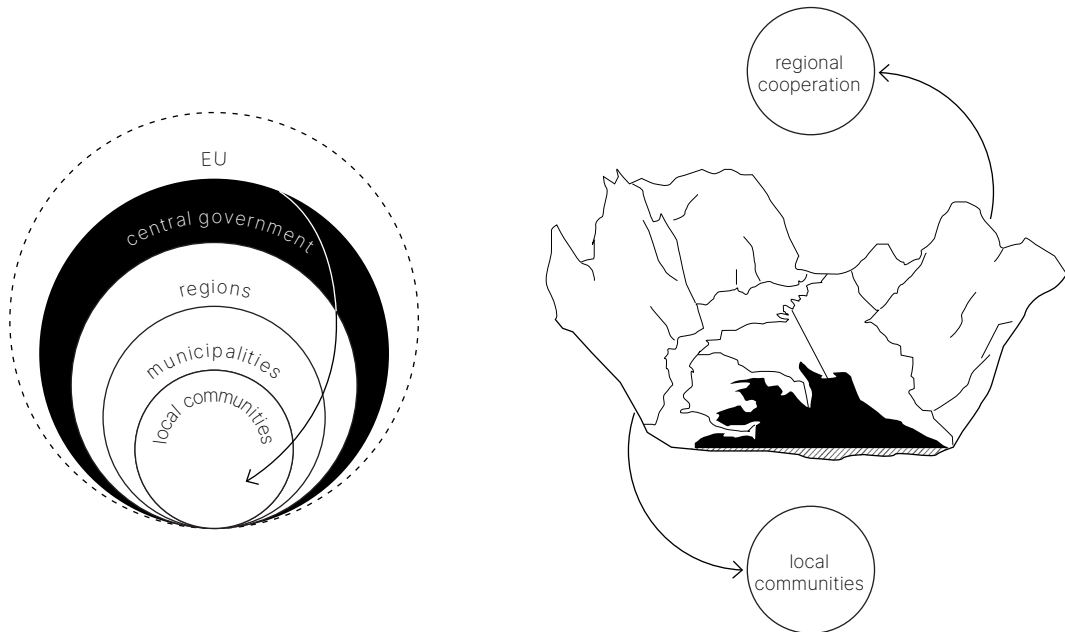 EU
central government
regions
municipalities
local communities
regional
cooperation
local
communities